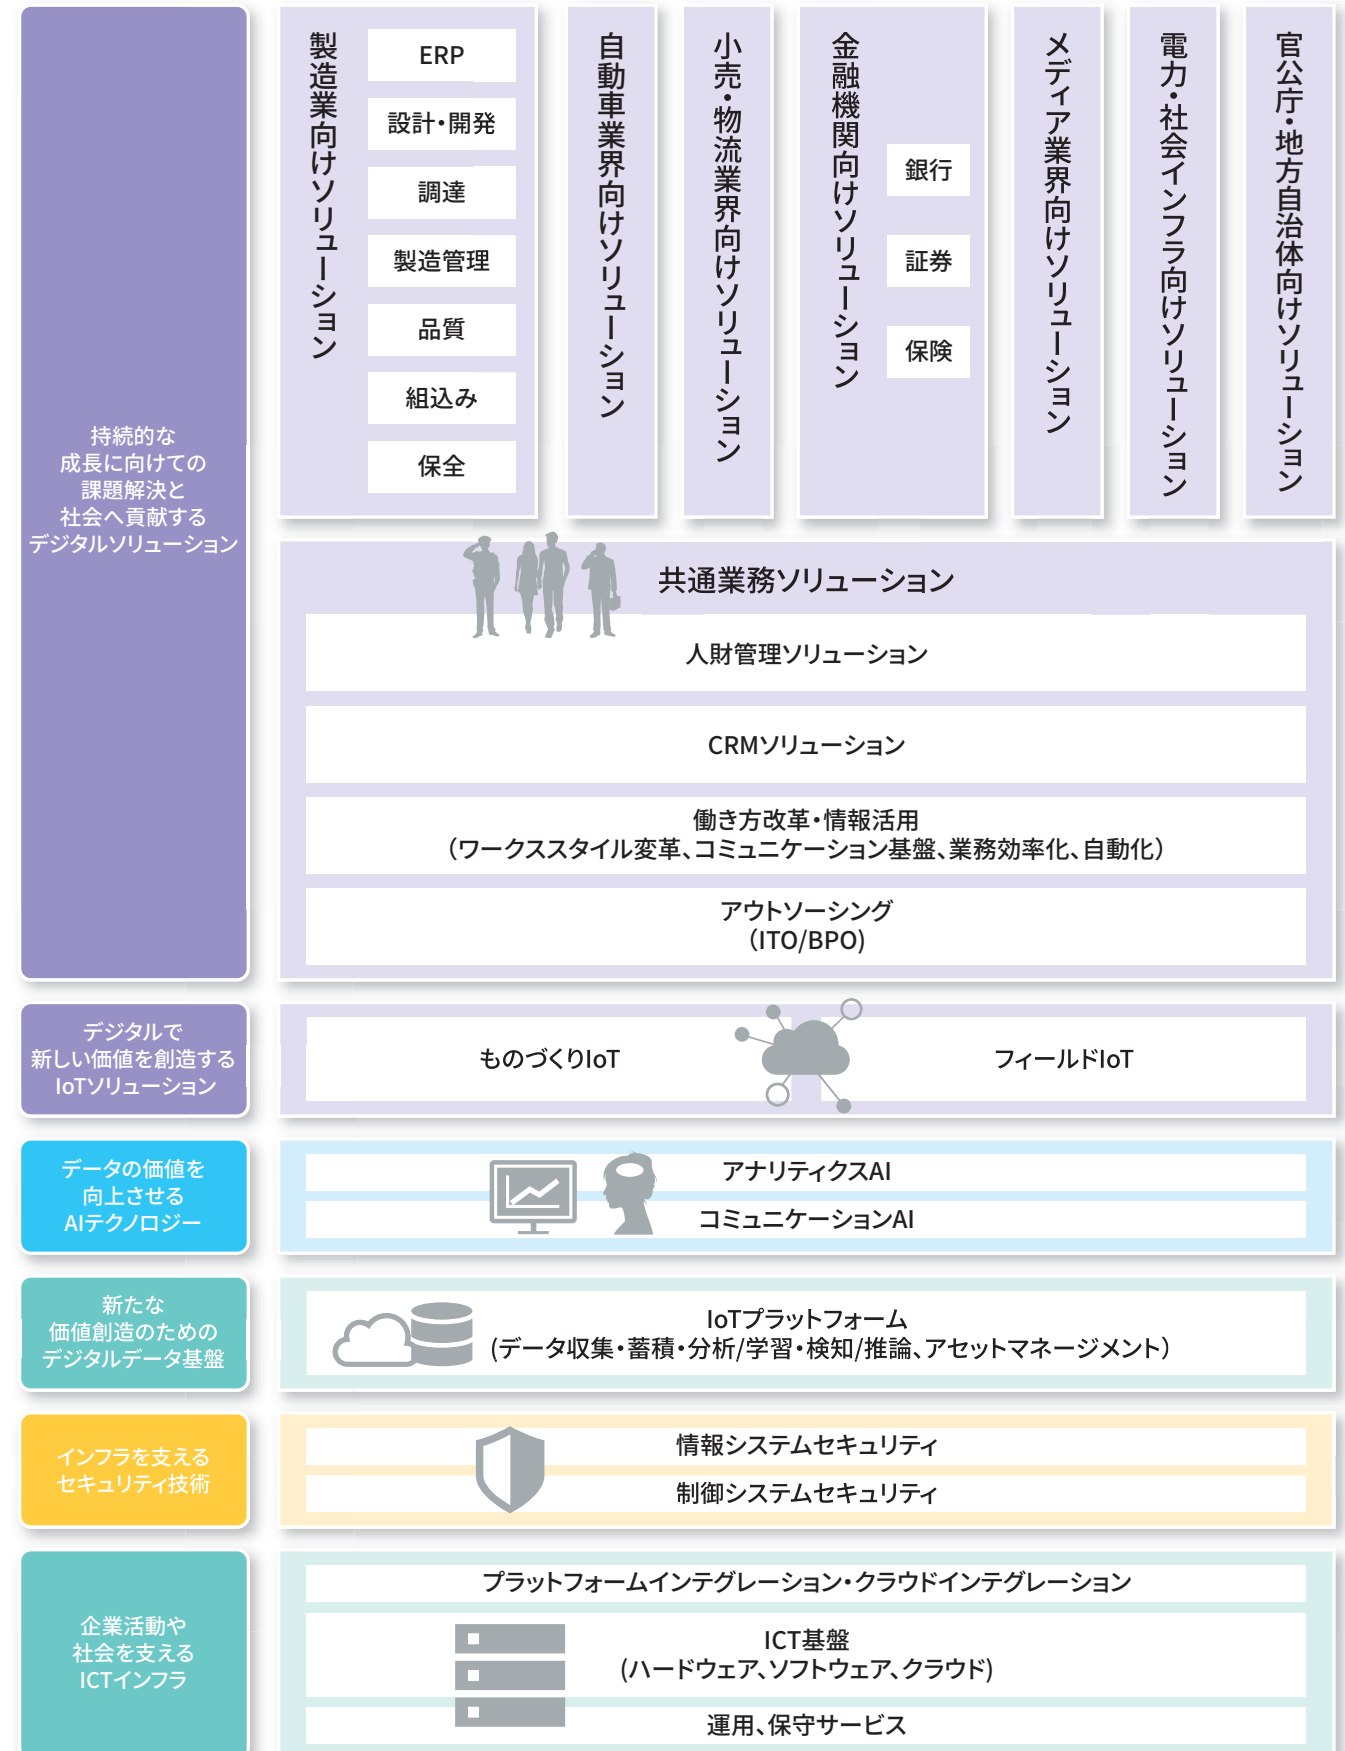 持続的な
成長に向けての
課題解決と
社会へ貢献する
デジタルソリューション
製造業向けソリューション
ERP
設計・開発
調達
製造管理
品質
組込み
保全
自動車業界向けソリューション
小売・物流業界向けソリューション
金融機関向けソリューション
銀行
証券
保険
メディア業界向けソリューション
電力・社会インフラ向けソリューション
官公庁・地方自治体向けソリューション
共通業務ソリューション
人財管理ソリューション
CRMソリューション
働き方改革・情報活用
（ワークススタイル変革、コミュニケーション基盤、業務効率化、自動化）
アウトソーシング
（ITO/BPO)
デジタルで
新しい価値を創造する
IoTソリューション
ものづくりIoT
フィールドIoT
データの価値を
向上させる
AIテクノロジー
アナリティクスAI
コミュニケーションAI
新たな
価値創造のための
デジタルデータ基盤
IoTプラットフォーム
(データ収集・蓄積・分析/学習・検知/推論、アセットマネージメント）
インフラを支える
セキュリティ技術
情報システムセキュリティ
制御システムセキュリティ
企業活動や
社会を支える
ICTインフラ
プラットフォームインテグレーション・クラウドインテグレーション
ICT基盤
(ハードウェア、ソフトウェア、クラウド)
運用、保守サービス